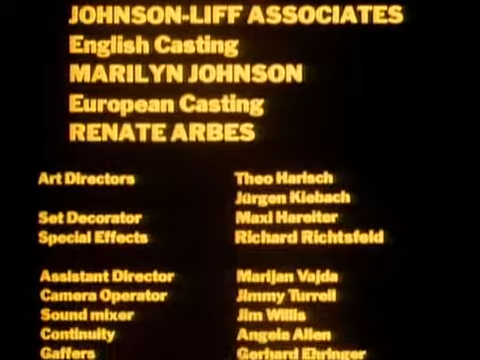 JOHNSON-LIFF ASSOCIATES
English Casting
MARILYN JOHNSON
European Casting
RENATE ARBES
Art Directors Theo Harisch
Jürgen Kiebach
Set Decorator Maxi Hareiter
Special Effects Richard Richtsfeld
Assistant Director Marijan Vajda
Camera Operator Jimmy Turrell
Sound mixer Jim Willis
Continuity Angela Allen
Gaffers Gerhard Ehringer